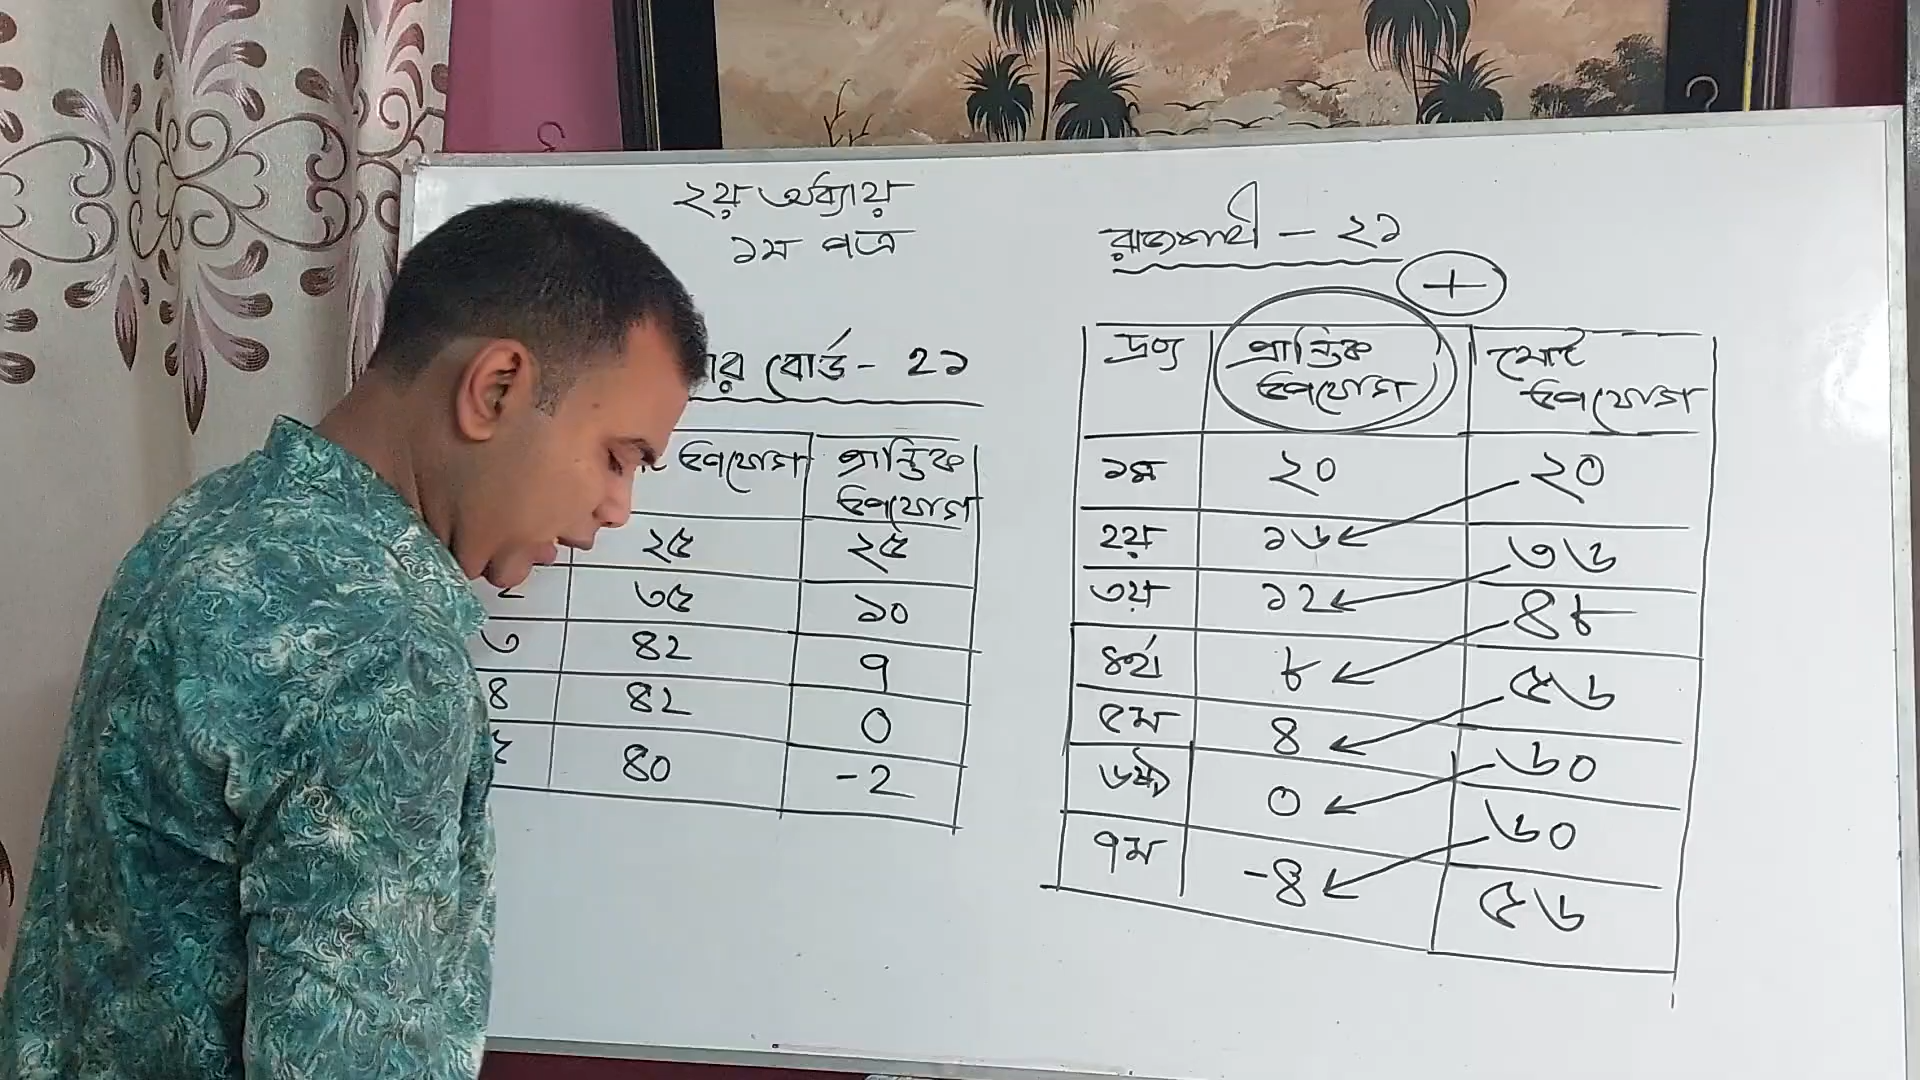 ২য় অধ্যায়
১ম পত্র
বোর্ড - ২১
উপযোগ প্রান্তিক উপযোগ
২৫ ২৫
৩৫ ১০
৩ ৪২ ৭
৪ ৪২ ০
৪০ -২
রাজশাহী - ২১
+
দ্রব্য প্রান্তিক উপযোগ মোট উপযোগ
১ম ২০ ২০
২য় ১৬ ৩৬
৩য় ১২ ৪৮
৪র্থ ৮ ৫৬
৫ম ৪ ৬০
৬ষ্ঠ ০ ৬০
৭ম -৪ ৫৬